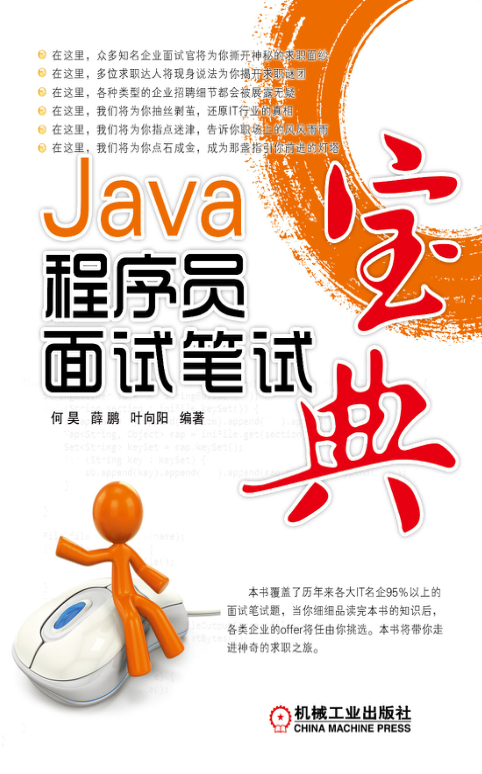 在这里，众多知名企业面试官将为你撕开神秘的求职面纱
在这里，多位求职达人将现身说法为你揭开求职谜团
在这里，各种类型的企业招聘细节都会被展露无疑
在这里，我们将为你抽丝剥茧，还原IT行业的真相
在这里，我们将为你指点迷津，告诉你职场上的风风雨雨
在这里，我们将为你点石成金，成为那盏指引你前进的灯塔
Java
程序员
面试笔试
宝典
何昊 薛鹏 叶向阳 编著
本书覆盖了历年来各大IT名企95%以上的
面试笔试题，当你细细品读完本书的知识后，
各类企业的offer将任由你挑选。本书将带你走
进神奇的求职之旅。
机械工业出版社
CHINA MACHINE PRESS